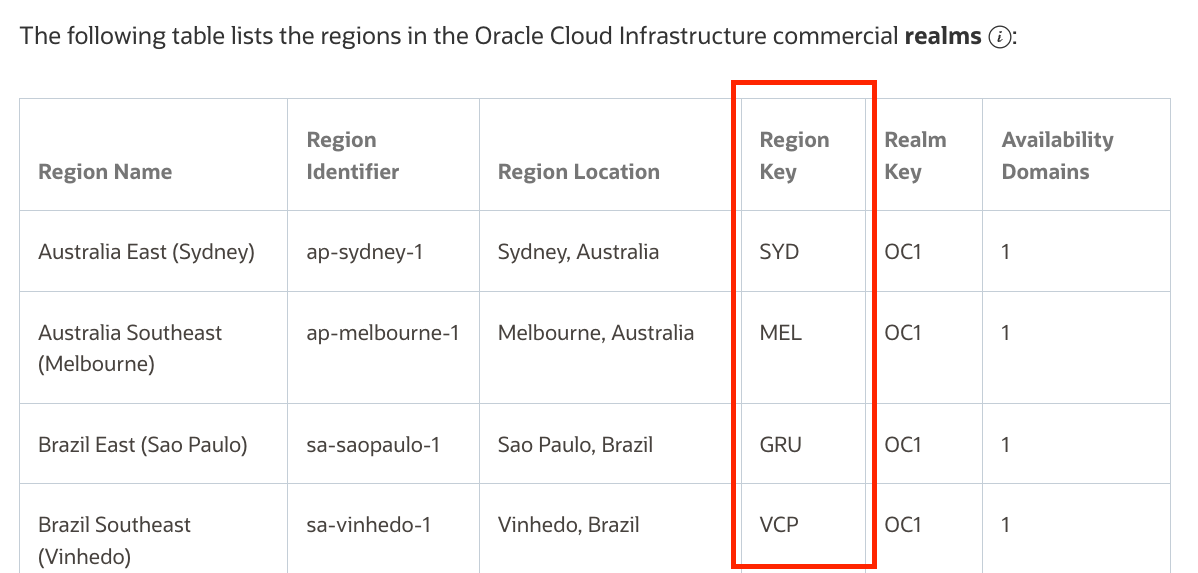 The following table lists the regions in the Oracle Cloud Infrastructure commercial realms ⓘ:
Region Name Region Identifier Region Location Region Key Realm Key Availability Domains
Australia East (Sydney) ap-sydney-1 Sydney, Australia SYD OC1 1
Australia Southeast (Melbourne) ap-melbourne-1 Melbourne, Australia MEL OC1 1
Brazil East (Sao Paulo) sa-saopaulo-1 Sao Paulo, Brazil GRU OC1 1
Brazil Southeast (Vinhedo) sa-vinhedo-1 Vinhedo, Brazil VCP OC1 1